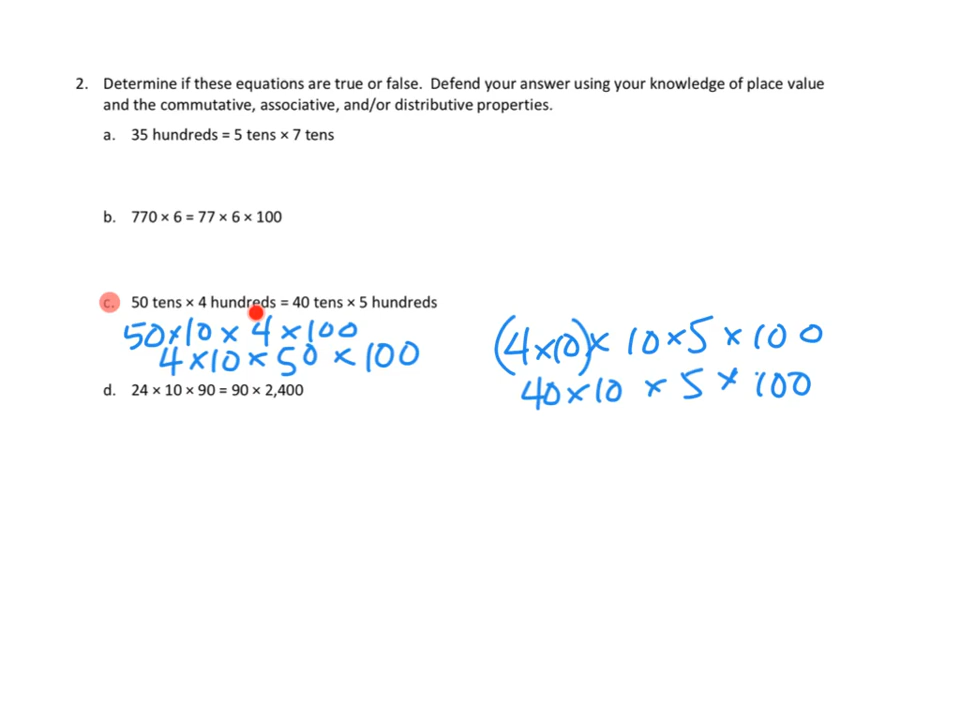 2. Determine if these equations are true or false. Defend your answer using your knowledge of place value
and the commutative, associative, and/or distributive properties.
a. 35 hundreds = 5 tens × 7 tens
b. 770 × 6 = 77 × 6 × 100
c. 50 tens × 4 hundreds = 40 tens × 5 hundreds
50×10 × 4 ×100
4×10×50×100
(4×10)× 10×5×100
40×10 × 5 × 100
d. 24 × 10 × 90 = 90 × 2,400